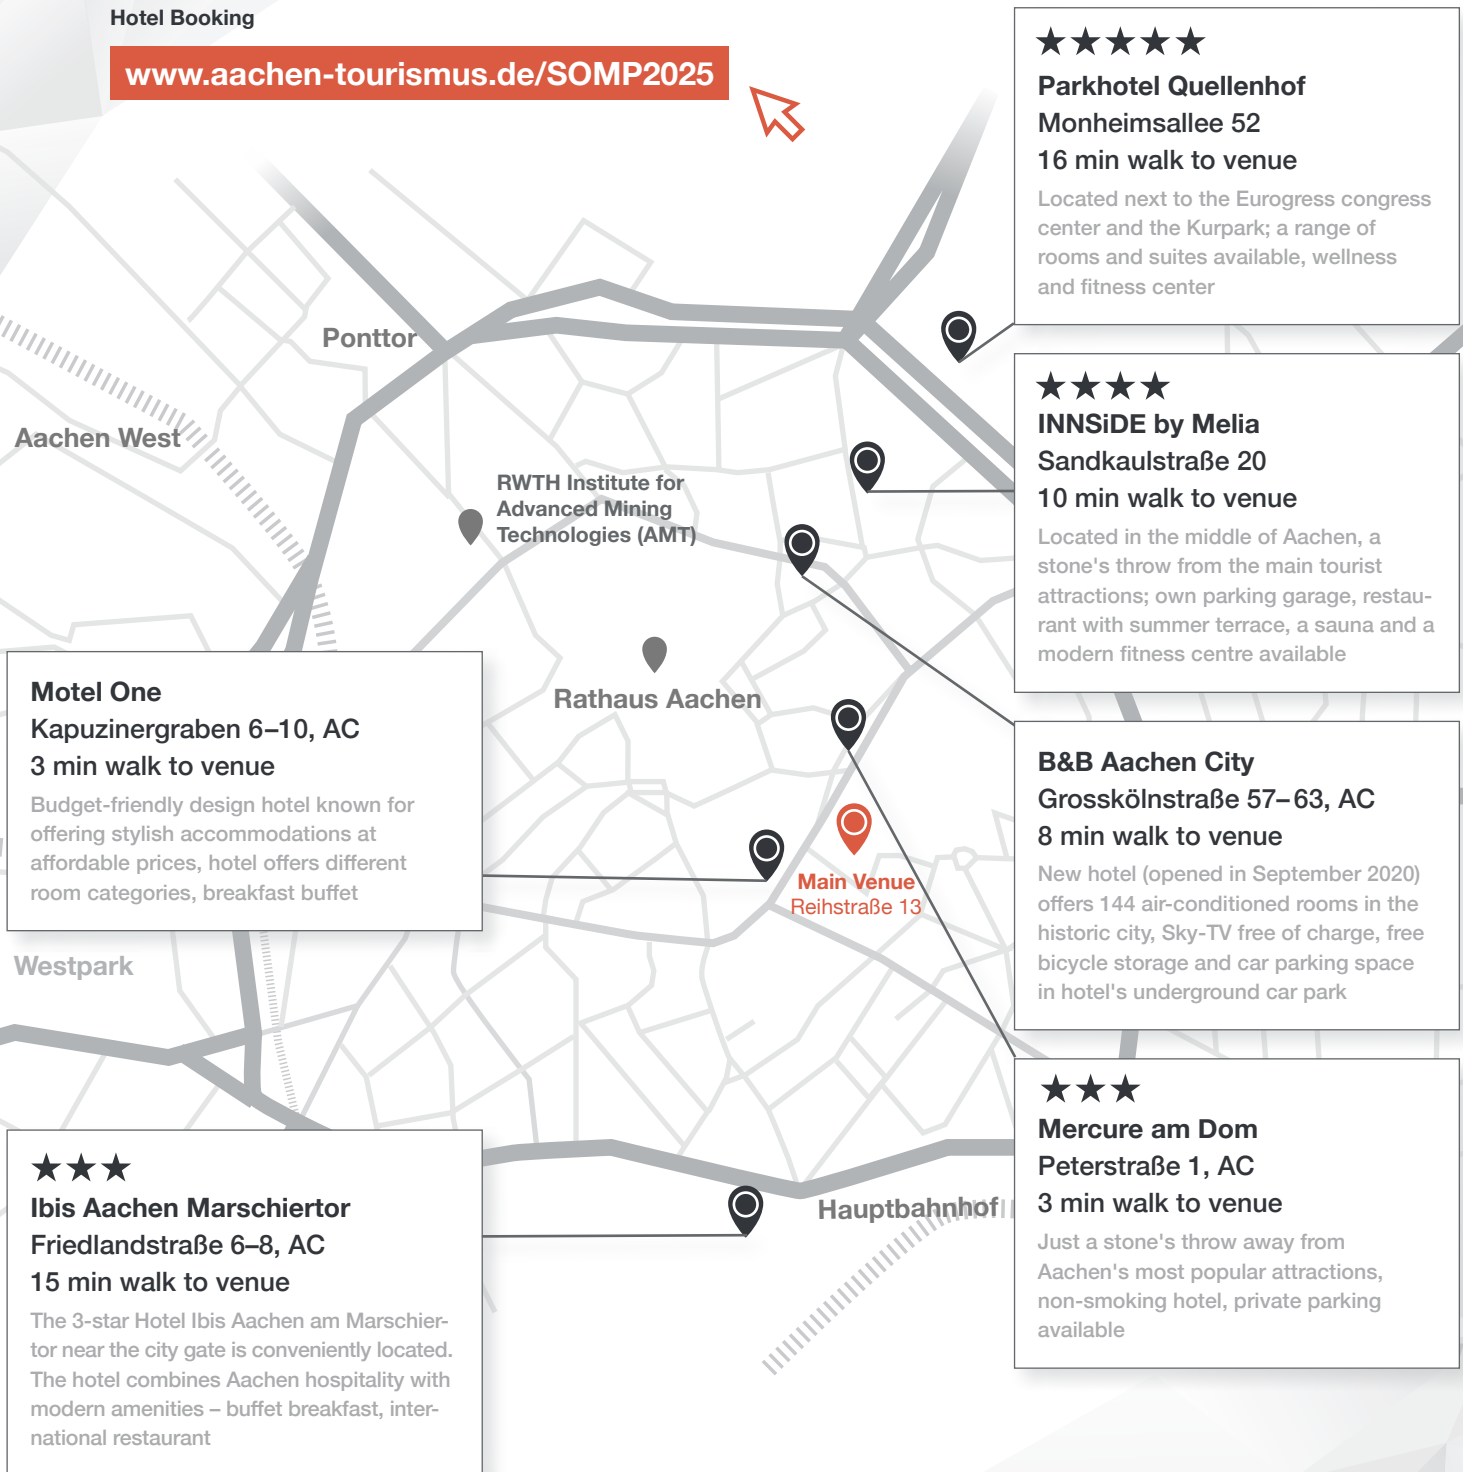 Hotel Booking
www.aachen-tourismus.de/SOMP2025
Parkhotel Quellenhof
Monheimsallee 52
16 min walk to venue
Located next to the Eurogress congress
center and the Kurpark; a range of
rooms and suites available, wellness
and fitness center
Ponttor
Aachen West
RWTH Institute for
Advanced Mining
Technologies (AMT)
INNSiDE by Melia
Sandkaulstraße 20
10 min walk to venue
Located in the middle of Aachen, a
stone's throw from the main tourist
attractions; own parking garage, restau-
rant with summer terrace, a sauna and a
modern fitness centre available
Rathaus Aachen
Motel One
Kapuzinergraben 6–10, AC
3 min walk to venue
Budget-friendly design hotel known for
offering stylish accommodations at
affordable prices, hotel offers different
room categories, breakfast buffet
B&B Aachen City
Grosskölnstraße 57–63, AC
8 min walk to venue
New hotel (opened in September 2020)
offers 144 air-conditioned rooms in the
historic city, Sky-TV free of charge, free
bicycle storage and car parking space
in hotel's underground car park
Main Venue
Reihstraße 13
Westpark
Mercure am Dom
Peterstraße 1, AC
3 min walk to venue
Just a stone's throw away from
Aachen's most popular attractions,
non-smoking hotel, private parking
available
Ibis Aachen Marschiertor
Friedlandstraße 6–8, AC
15 min walk to venue
The 3-star Hotel Ibis Aachen am Marschier-
tor near the city gate is conveniently located.
The hotel combines Aachen hospitality with
modern amenities – buffet breakfast, inter-
national restaurant
Hauptbahnhof